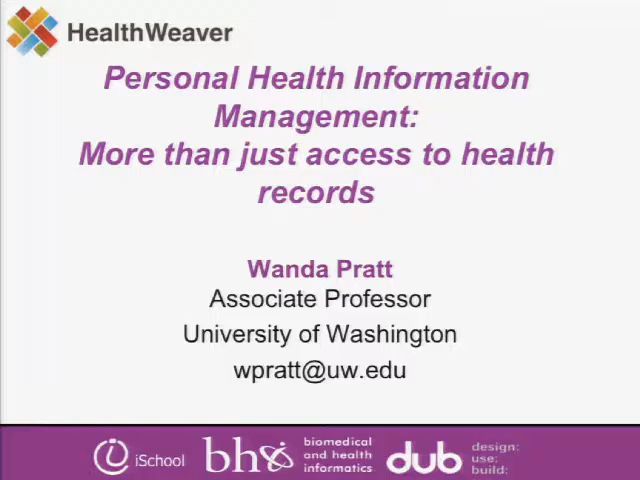 HealthWeaver
Personal Health Information
Management:
More than just access to health
records
Wanda Pratt
Associate Professor
University of Washington
wpratt@uw.edu
iSchool
bhi
biomedical
and health
informatics
dub
design:
use:
build: